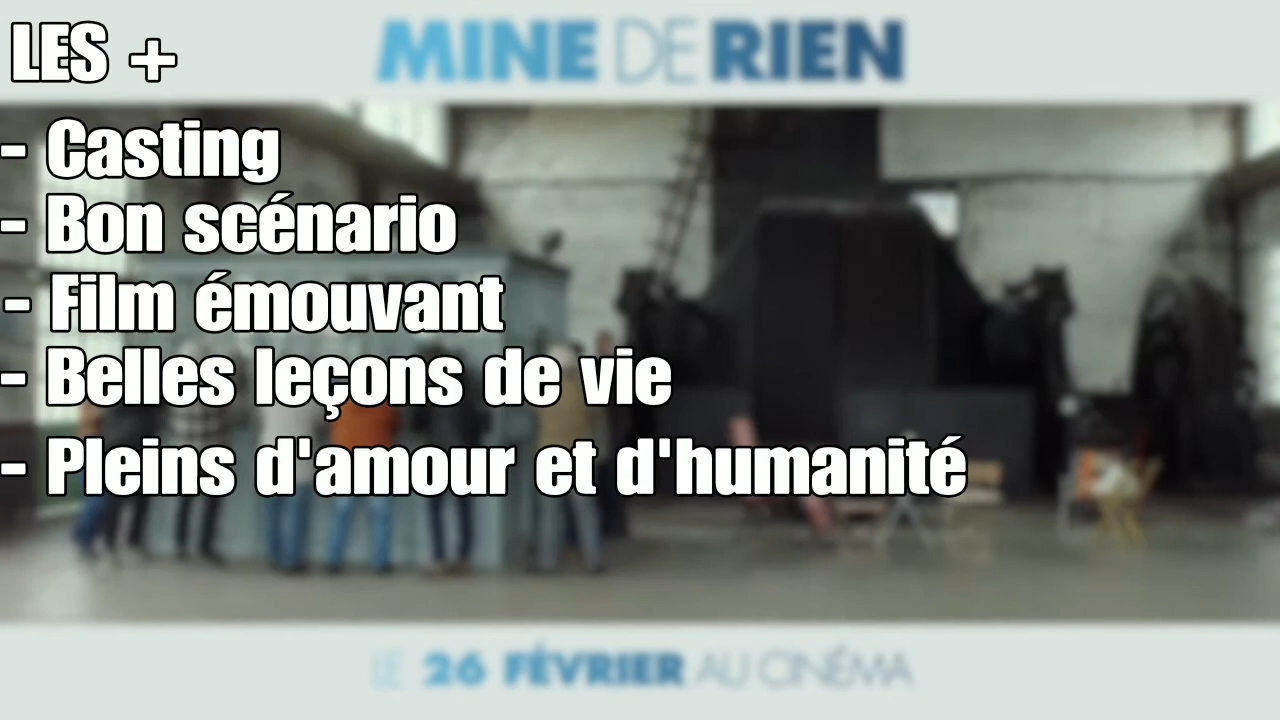 LES +
MINE DE RIEN
- Casting
- Bon scénario
- Film émouvant
- Belles leçons de vie
- Pleins d'amour et d'humanité
LE 26 FÉVRIER AU CINÉMA